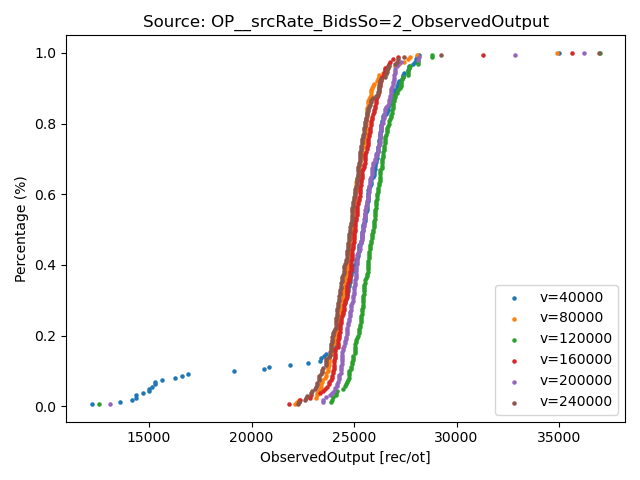 Source: OP__srcRate_BidsSo=2_ObservedOutput
1.0
0.8
0.6
0.4
0.2
0.0
Percentage (%)
15000 20000 25000 30000 35000
ObservedOutput [rec/ot]
v=40000
v=80000
v=120000
v=160000
v=200000
v=240000